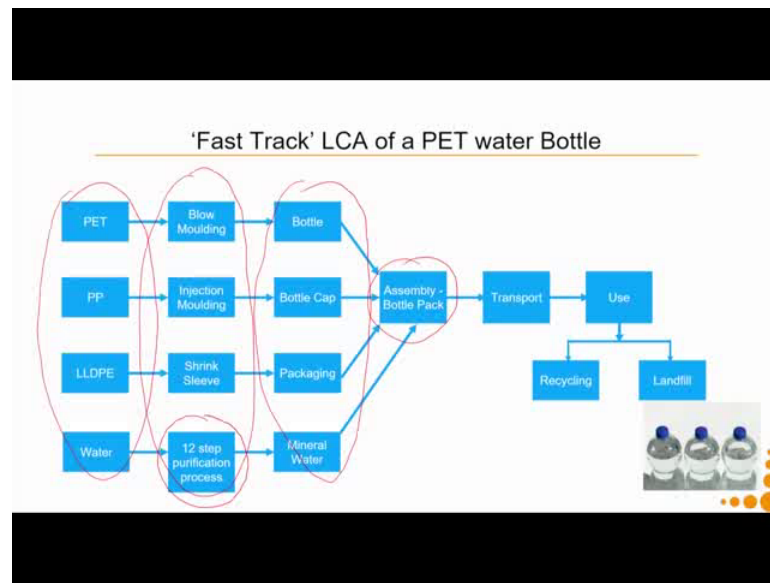 ‘Fast Track’ LCA of a PET water Bottle
PET
Blow
Moulding
Bottle
PP
Injection
Moulding
Bottle Cap
Assembly -
Bottle Pack
Transport
Use
LLDPE
Shrink
Sleeve
Packaging
Recycling
Landfill
Water
12 step
purification
process
Mineral
Water